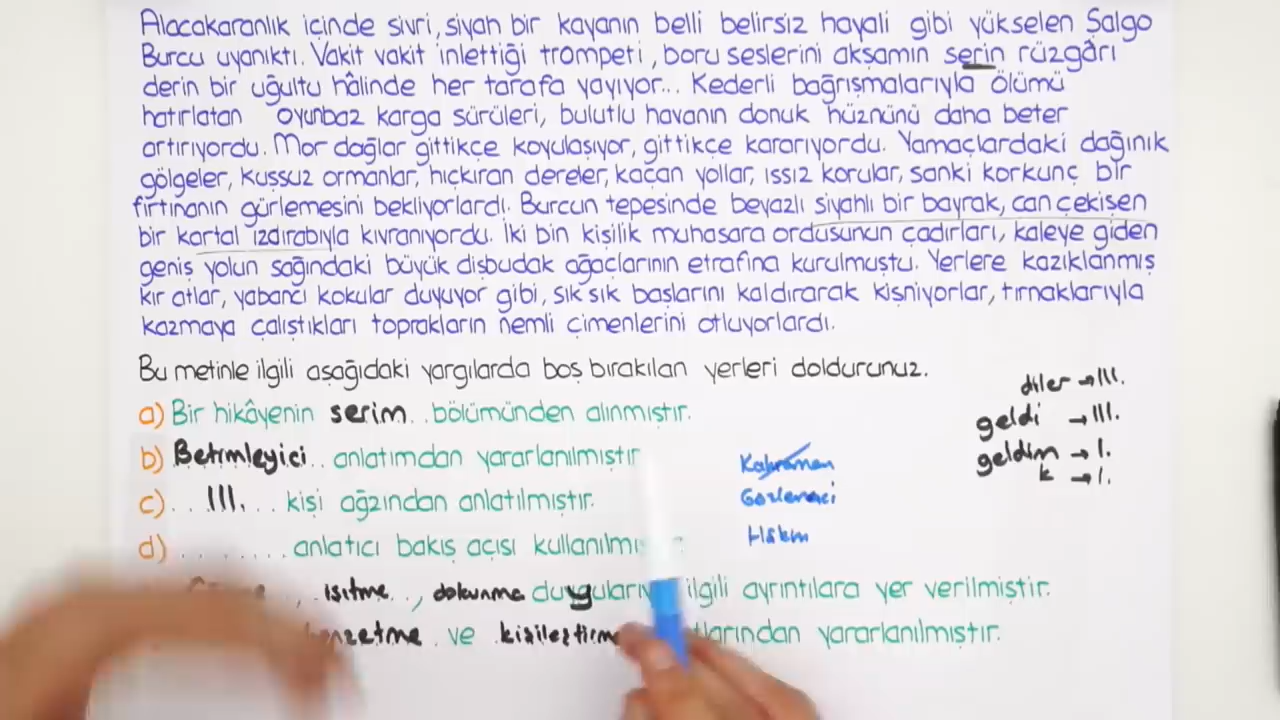 Alacakaranlık içinde sivri, siyah bir kayanın belli belirsiz hayali gibi yükselen Şalgo
Burcu uyanıktı. Vakit vakit inlettiği trompeti, boru seslerini akşamın serin rüzgârı
derin bir uğultu hâlinde her tarafa yayıyor... Kederli bağrışmalarıyla ölümü
hatırlatan oyunbaz karga sürüleri, bulutlu havanın donuk hüznünü daha beter
artırıyordu. Mor dağlar gittikçe koyulaşıyor, gittikçe kararıyordu. Yamaçlardaki dağınık
gölgeler, kuşsuz ormanlar, hıçkıran dereler, kaçan yollar, ıssız korular, sanki korkunç bir
fırtınanın gürlemesini bekliyorlardı. Burcun tepesinde beyazlı siyahlı bir bayrak, can çekişen
bir kartal ızdırabıyla kıvranıyordu. İki bin kişilik muhasara ordusunun çadırları, kaleye giden
geniş yolun sağındaki büyük dişbudak ağaçlarının etrafına kurulmuştu. Yerlere kazıklanmış
kır atlar, yabancı kokular duyuyor gibi, sık sık başlarını kaldırarak kişniyorlar, tırnaklarıyla
kazmaya çalıştıkları toprakların nemli çimenlerini otluyorlardı.
Bu metinle ilgili aşağıdaki yargılarda boş bırakılan yerleri doldurunuz.
a) Bir hikâyenin serim.. bölümünden alınmıştır.
b) Betimleyici.. anlatımdan yararlanılmıştır
c).. III. .. kişi ağzından anlatılmıştır.
d) ........ anlatıcı bakış açısı
, işitme.., dokunma ilgili ayrıntılara yer verilmiştir.
ve kişileştirme yararlanılmıştır.
Kahraman
Gözlemci
Hâkim
diler → III.
geldi → III.
geldim → I.
k → I.